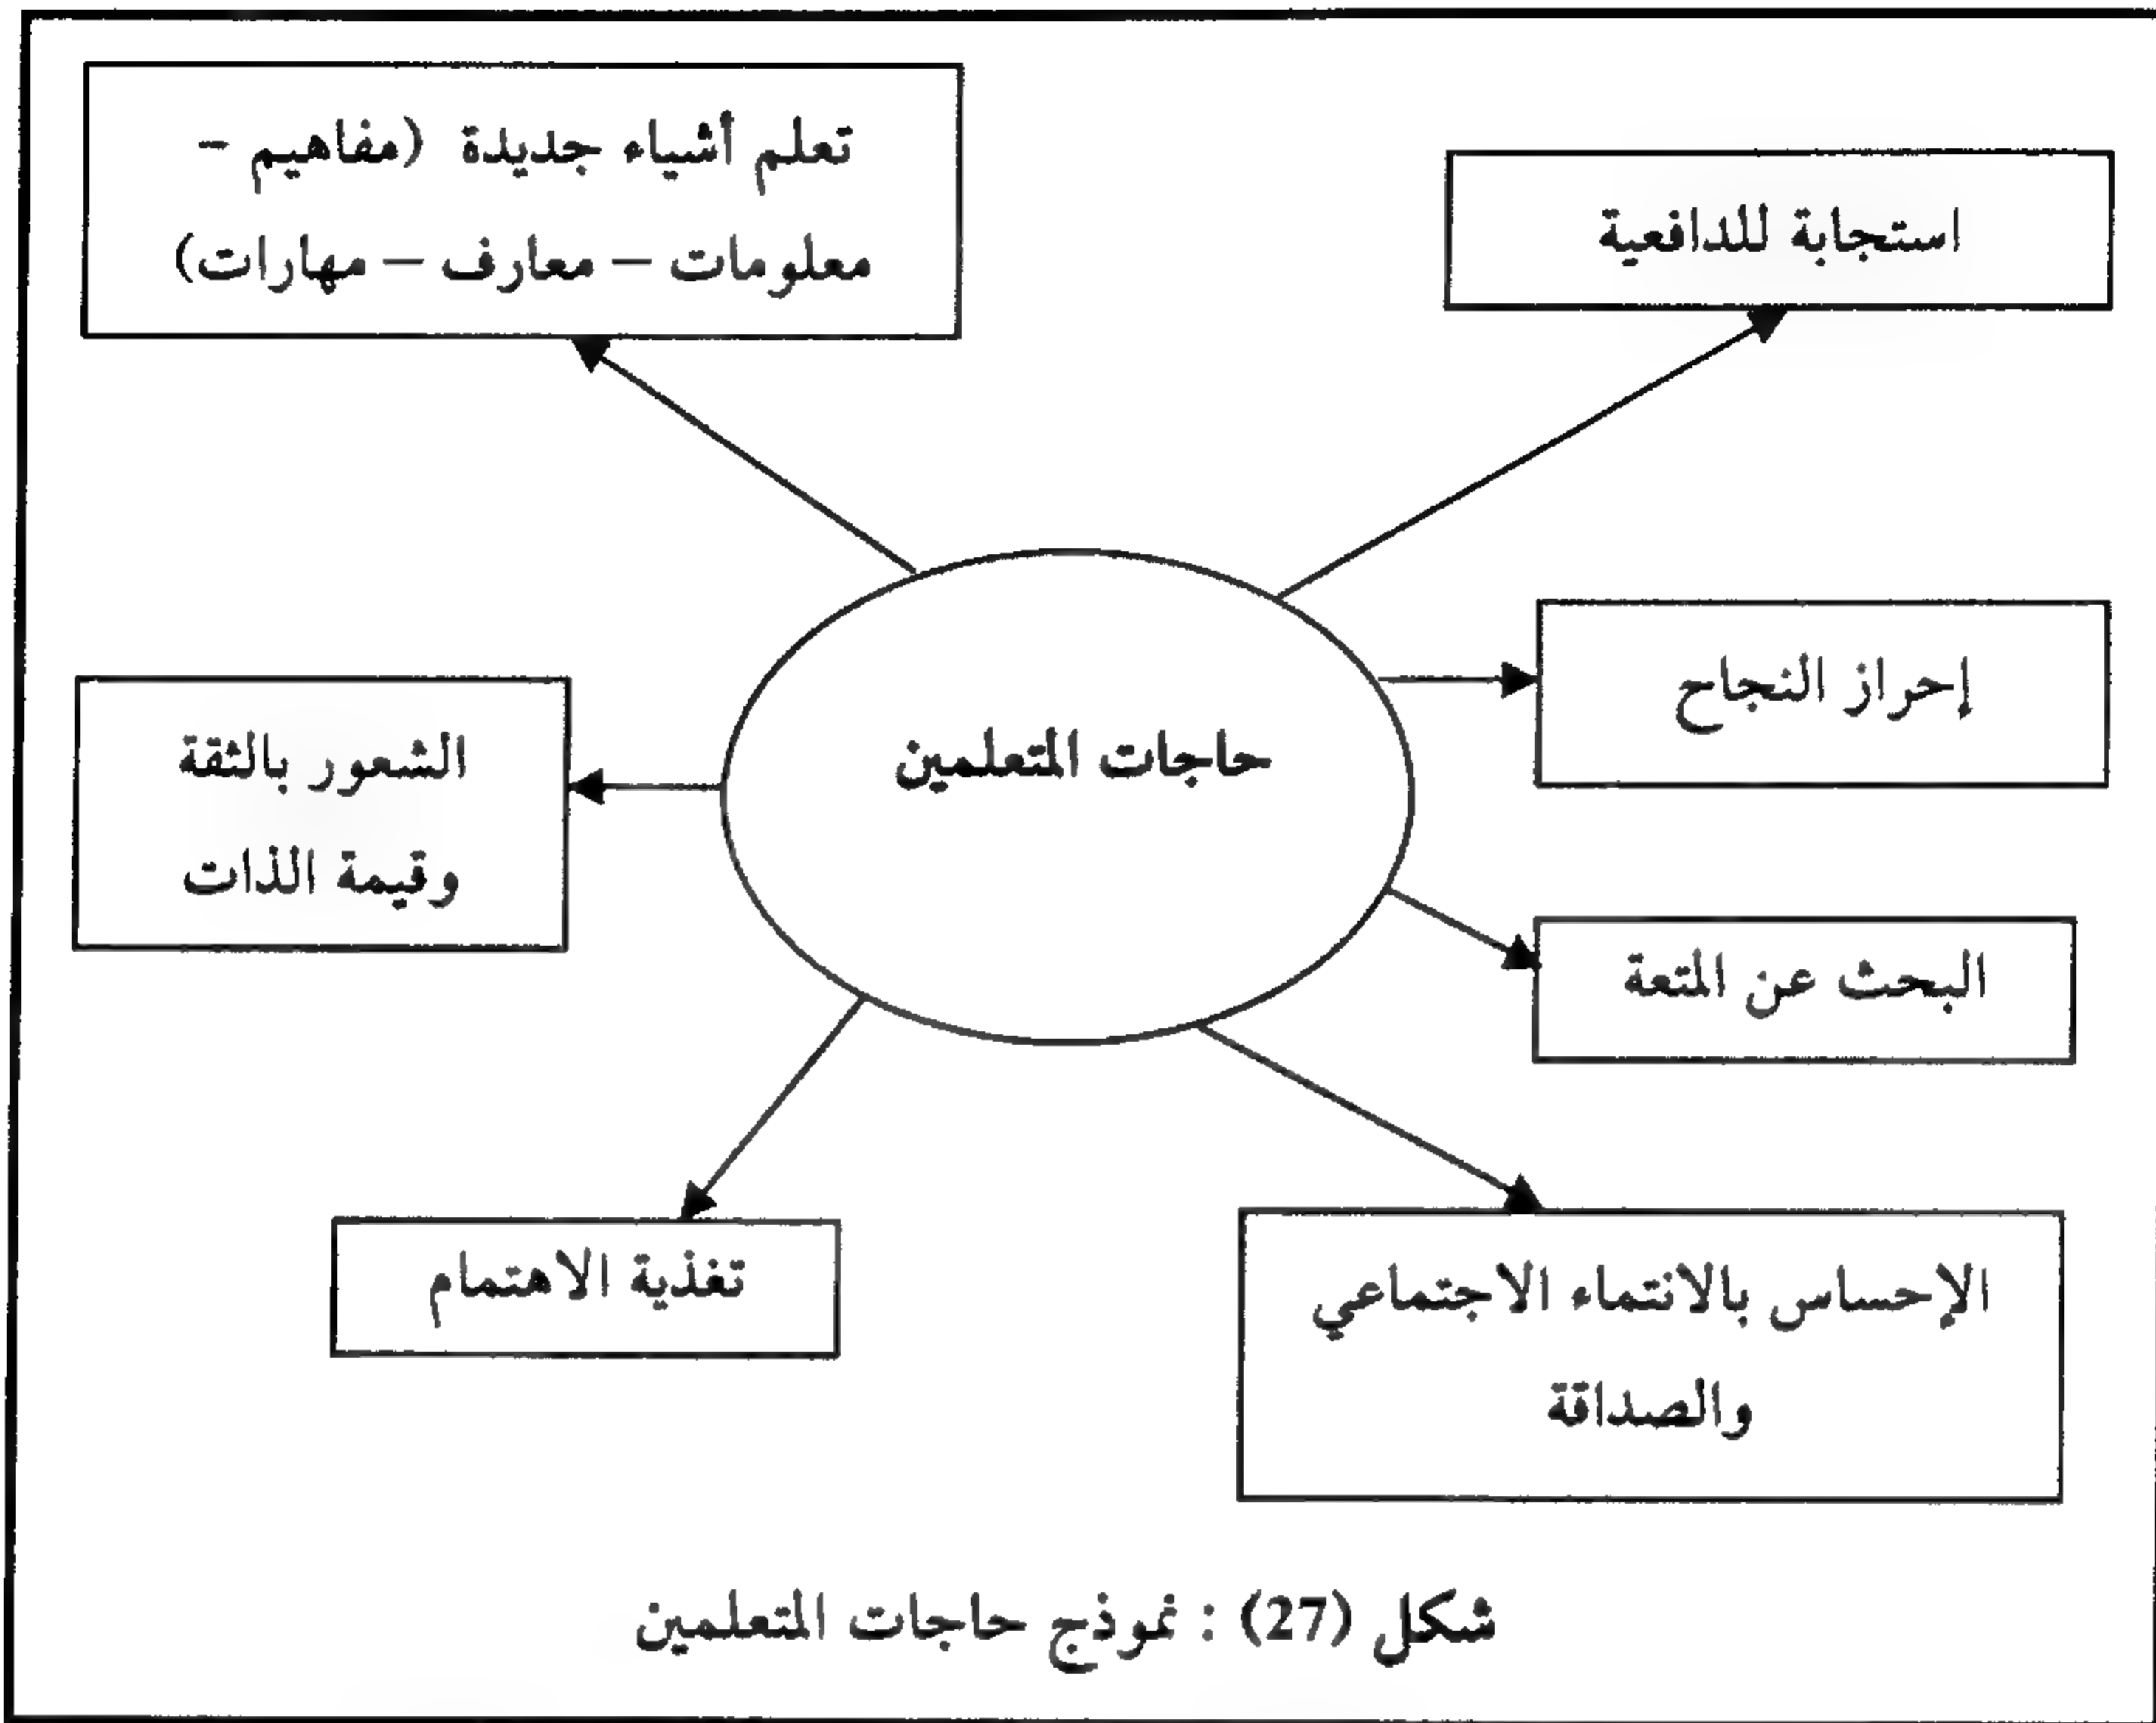 تعلم أشياء جديدة (مفاهيم -
معلومات – معارف – مهارات)
استجابة للدافعية
إحراز النجاح
حاجات المتعلمين
الشعور بالثقة
وقيمة الذات
البحث عن المتعة
تغذية الاهتمام
الإحساس بالانتماء الاجتماعي
والصداقة
شكل (27) : نموذج حاجات المتعلمين